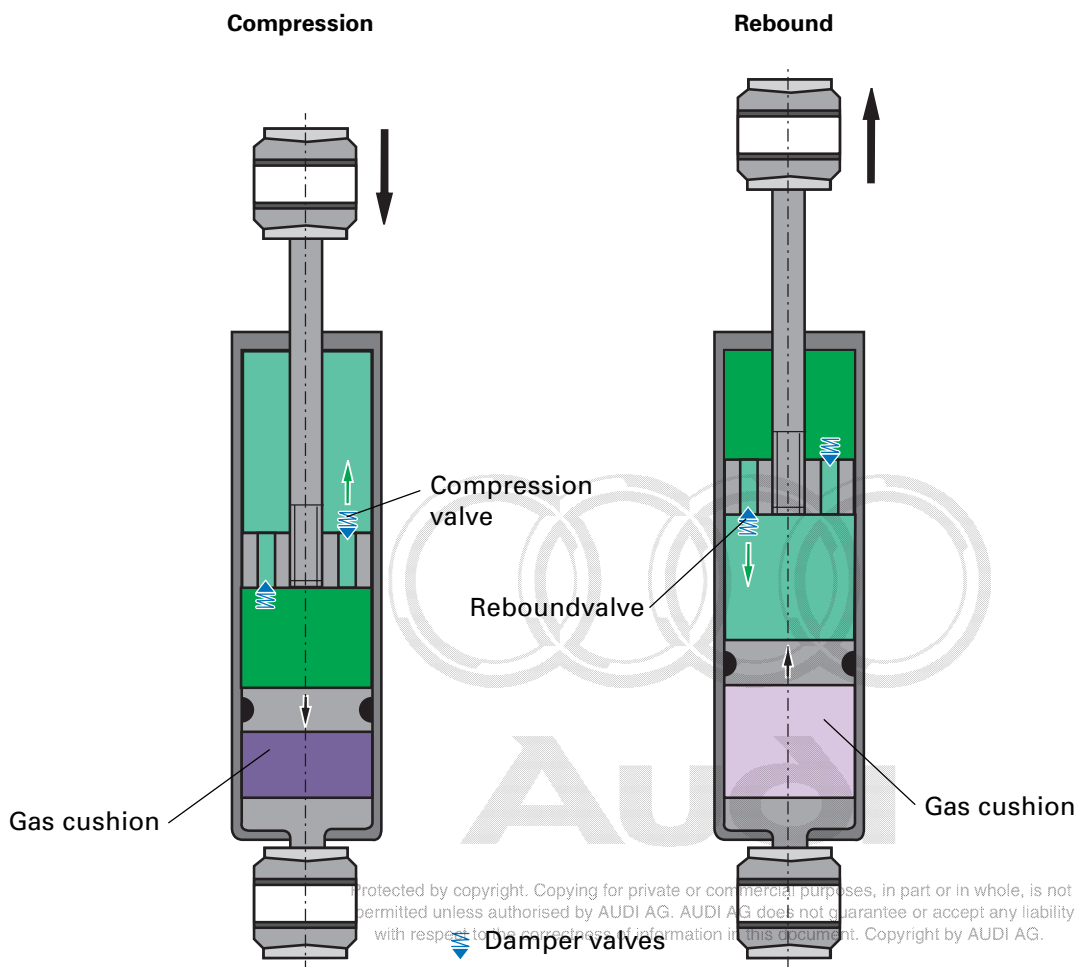 Compression
Rebound
Compression
valve
Reboundvalve
Gas cushion
Gas cushion
Audi
Protected by copyright. Copying for private or commercial purposes, in part or in whole, is not
permitted unless authorised by AUDI AG. AUDI AG does not guarantee or accept any liability
with respect to the correctness of information in this document. Copyright by AUDI AG.
Damper valves